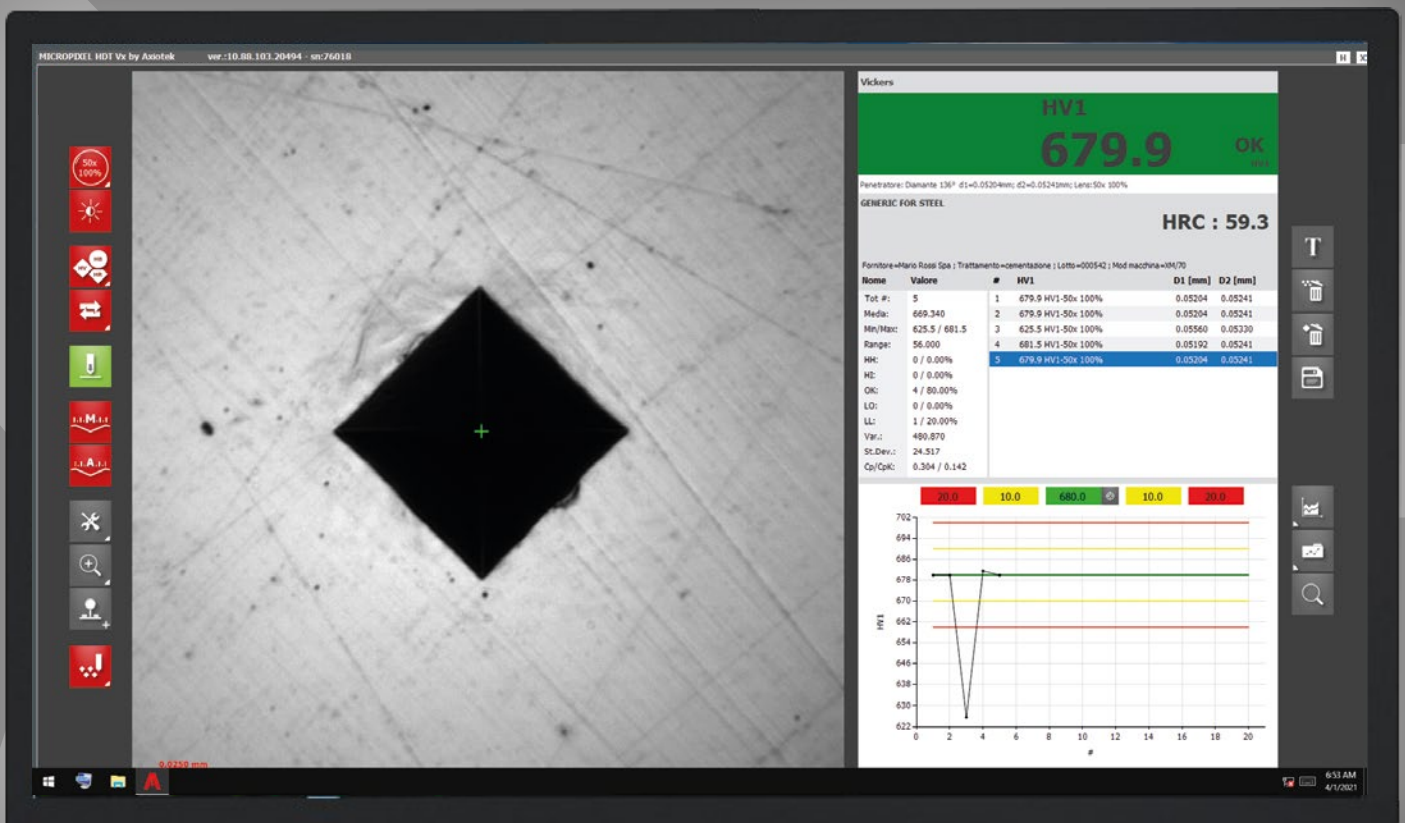 MICROPIXEL HDT Vx by Axiotek ver.:10.88.103.20494 - sn:76018
H X
50x
100%
HV HB HR
M
A
Vickers
HV1
679.9 OK
HV1
Penetratore: Diamante 136° d1=0.05204mm; d2=0.05241mm; Lens:50x 100%
GENERIC FOR STEEL
HRC : 59.3
Fornitore=Mario Rossi Spa ; Trattamento=cementazione ; Lotto=000542 ; Mod macchina=XM/70
Nome Valore # HV1 D1 [mm] D2 [mm]
Tot #: 5 1 679.9 HV1-50x 100% 0.05204 0.05241
Media: 669.340 2 679.9 HV1-50x 100% 0.05204 0.05241
Min/Max: 625.5 / 681.5 3 625.5 HV1-50x 100% 0.05560 0.05330
Range: 56.000 4 681.5 HV1-50x 100% 0.05192 0.05241
HH: 0 / 0.00% 5 679.9 HV1-50x 100% 0.05204 0.05241
HI: 0 / 0.00%
OK: 4 / 80.00%
LO: 0 / 0.00%
LL: 1 / 20.00%
Var.: 480.870
St.Dev.: 24.517
Cp/CpK: 0.304 / 0.142
20.0 10.0 680.0 10.0 20.0
702
694
686
678
670
662
654
646
638
630
622
HV1
0 2 4 6 8 10 12 14 16 18 20
#
T
0.0250 mm
6:53 AM
4/1/2021